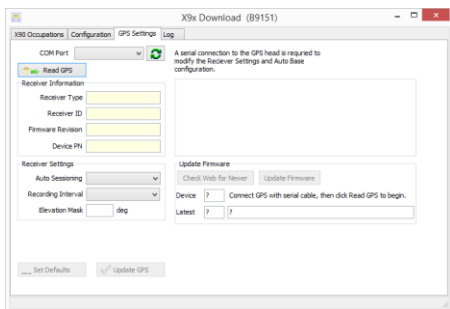 X9x Download (B9151)
X90 Occupations Configuration GPS Settings Log
COM Port
Read GPS
A serial connection to the GPS head is requried to
modify the Reciever Settings and Auto Base
configuration.
Receiver Information
Receiver Type
Receiver ID
Firmware Revision
Device PN
Receiver Settings
Auto Sessioning
Recording Interval
Elevation Mask deg
Update Firmware
Check Web for Newer Update Firmware
Device ? Connect GPS with serial cable, then click Read GPS to begin.
Latest ? ?
Set Defaults Update GPS